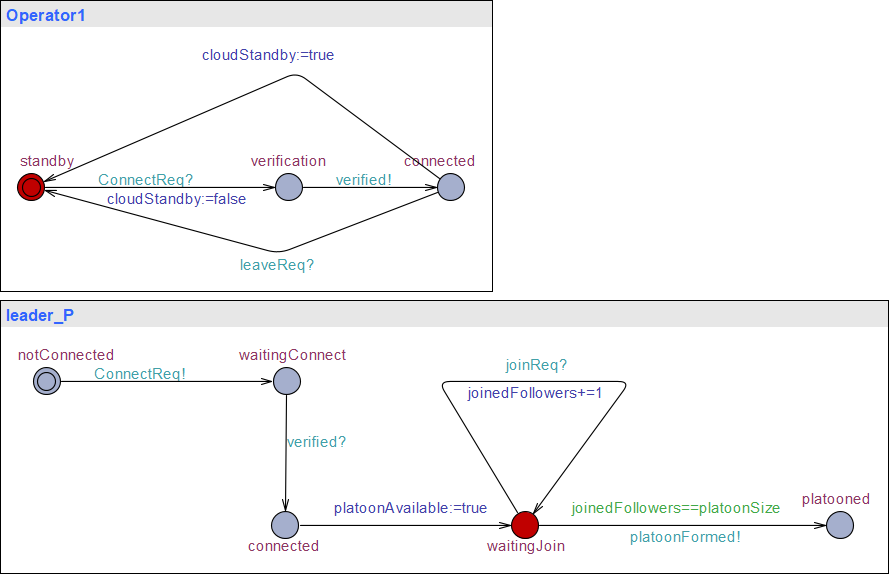 Operator1
cloudStandby:=true
standby
verification
connected
ConnectReq?
verified!
cloudStandby:=false
leaveReq?
leader_P
notConnected
waitingConnect
ConnectReq!
joinReq?
joinedFollowers+=1
verified?
platoonAvailable:=true
joinedFollowers==platoonSize
platooned
connected
waitingJoin
platoonFormed!